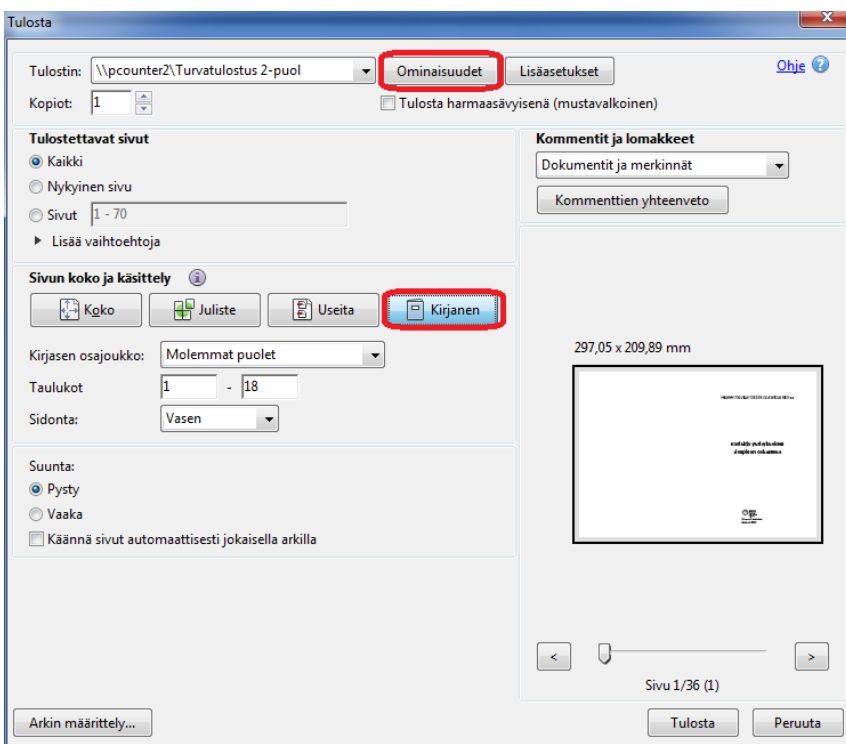 Tulosta
Tulostin: \\pcounter2\Turvatulostus 2-puol Ominaisuudet Lisäasetukset Ohje
Kopiot: 1 Tulosta harmaasävyisenä (mustavalkoinen)
Tulostettavat sivut
Kaikki
Nykyinen sivu
Sivut 1 - 70
Lisää vaihtoehtoja
Kommentit ja lomakkeet
Dokumentit ja merkinnät
Kommenttien yhteenveto
Sivun koko ja käsittely
Koko Juliste Useita Kirjanen
Kirjasen osajoukko: Molemmat puolet
Taulukot 1 - 18
Sidonta: Vasen
Suunta:
Pysty
Vaaka
Käännä sivut automaattisesti jokaisella arkilla
297,05 x 209,89 mm
< >
Sivu 1/36 (1)
Arkin määrittely... Tulosta Peruuta